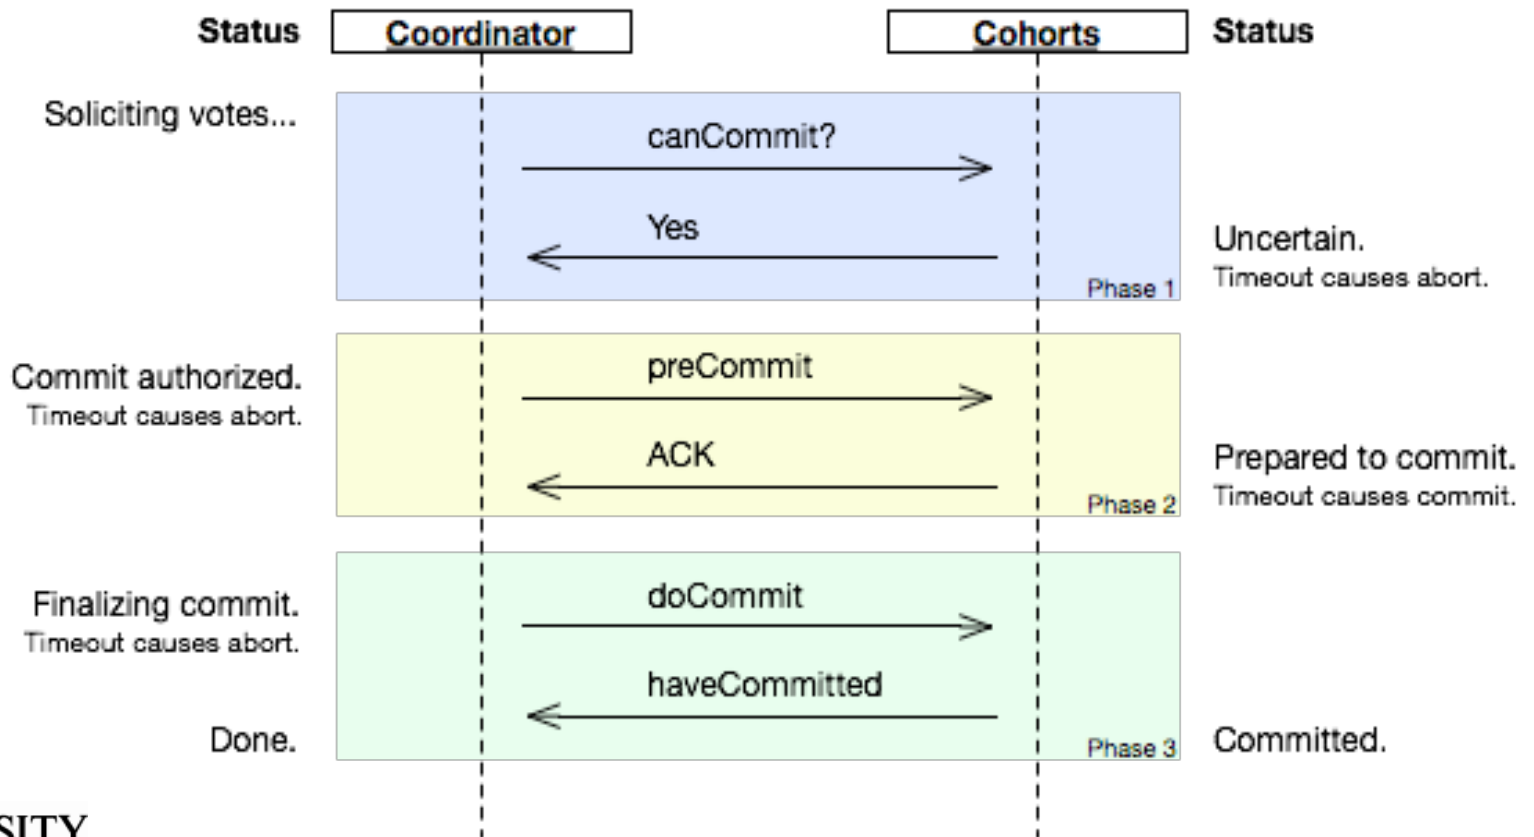 Status Coordinator Cohorts Status
Soliciting votes...
canCommit?
Yes
Uncertain.
Timeout causes abort.
Phase 1
preCommit
Commit authorized.
Timeout causes abort.
ACK
Prepared to commit.
Timeout causes commit.
Phase 2
doCommit
Finalizing commit.
Timeout causes abort.
haveCommitted
Done.
Phase 3
Committed.
SITY